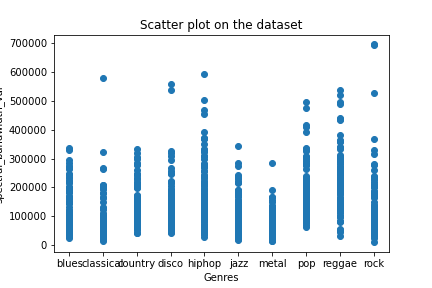 Scatter plot on the dataset
700000
600000
500000
400000
300000
200000
100000
0
blues classical country disco hiphop jazz metal pop reggae rock
Genres